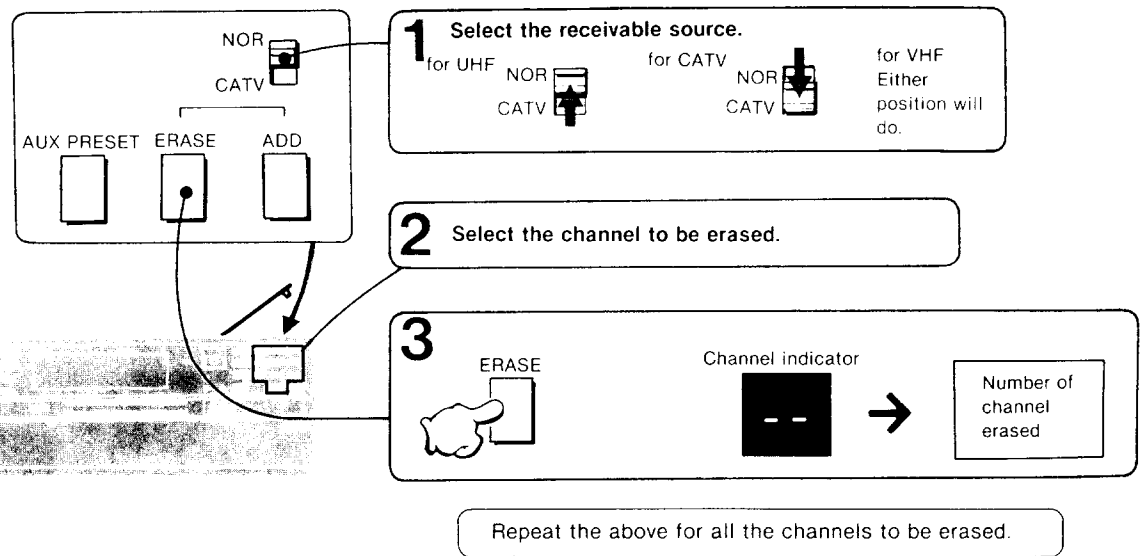 NOR
CATV
AUX PRESET ERASE ADD
1 Select the receivable source.
for UHF
NOR
CATV
for CATV
NOR
CATV
for VHF
Either
position will
do.
2 Select the channel to be erased.
3
ERASE
Channel indicator
– –
Number of
channel
erased
Repeat the above for all the channels to be erased.